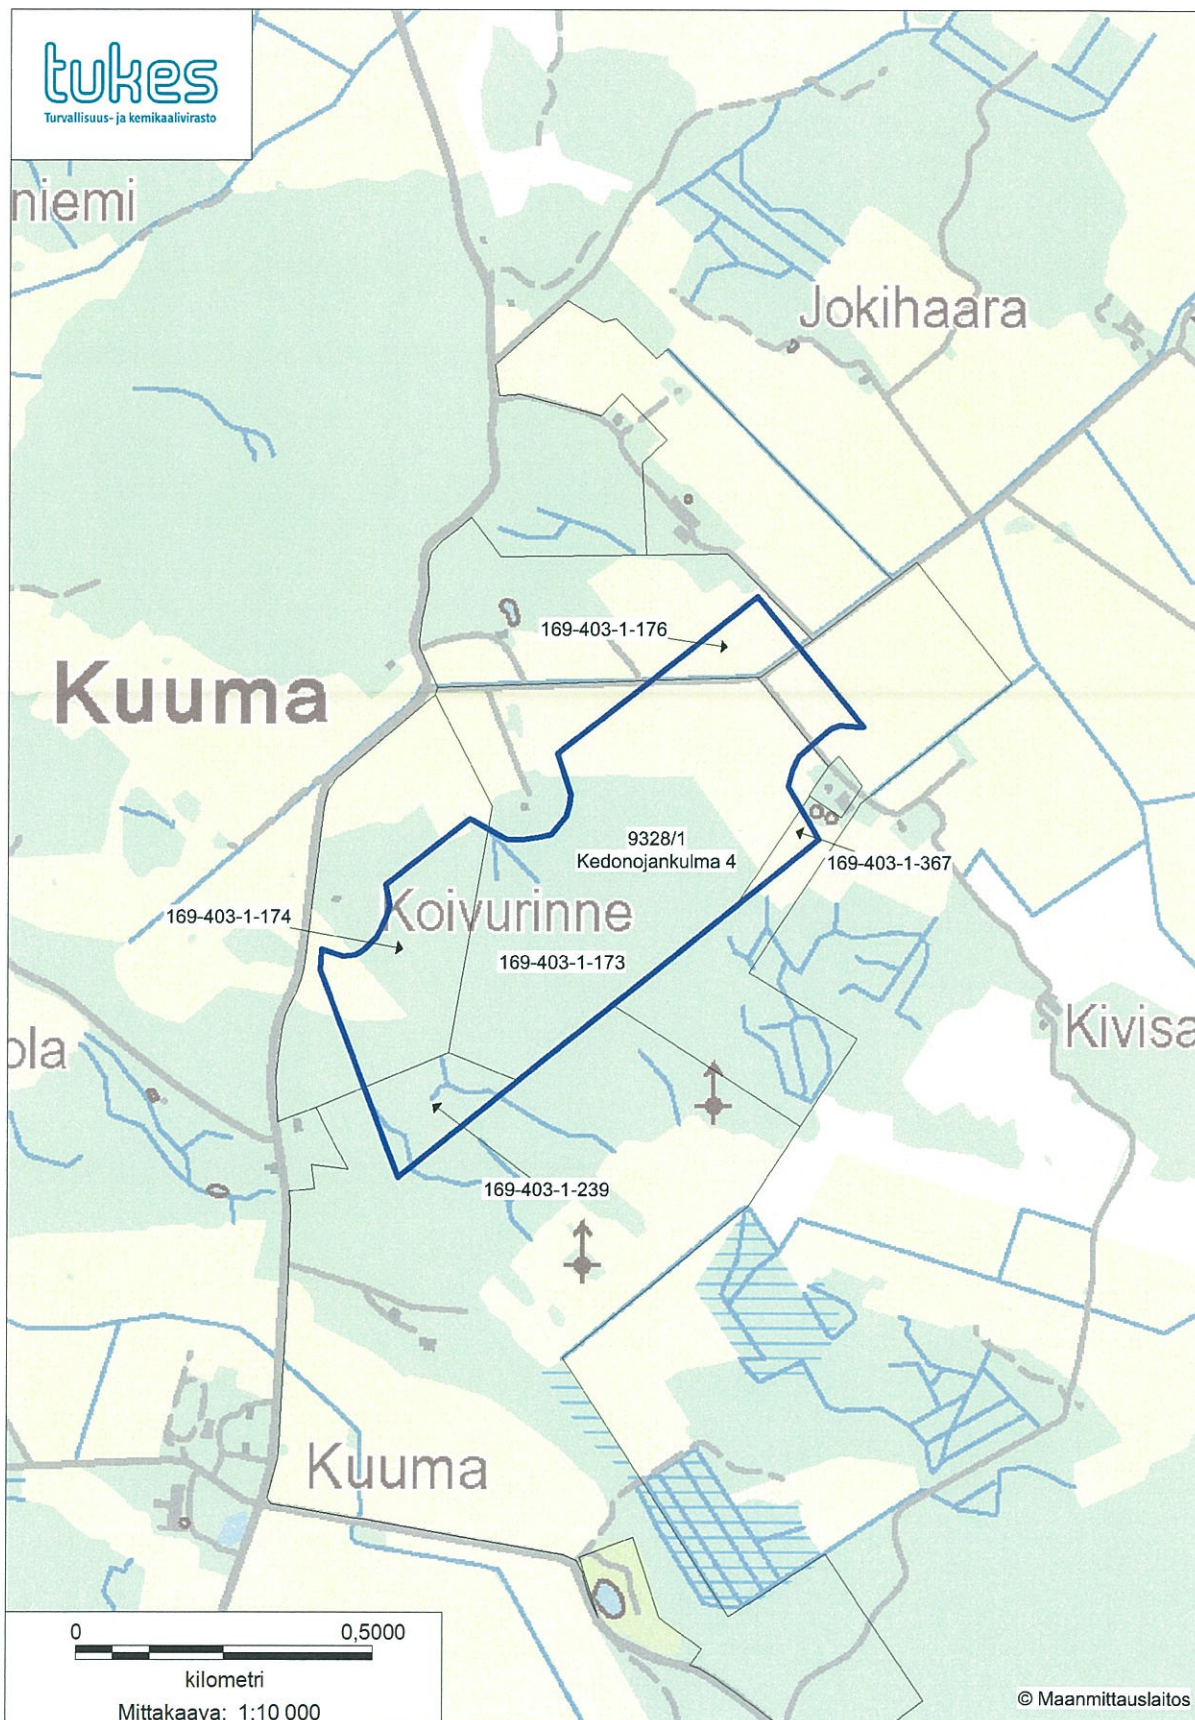 tukes
Turvallisuus- ja kemikaalivirasto
niemi
Jokihaara
169-403-1-176
Kuuma
9328/1
Kedonojankulma 4
169-403-1-367
169-403-1-174
Koivurinne
169-403-1-173
ola
Kivisa
169-403-1-239
Kuuma
0 0,5000
kilometri
Mittakaava: 1:10 000
© Maanmittauslaitos